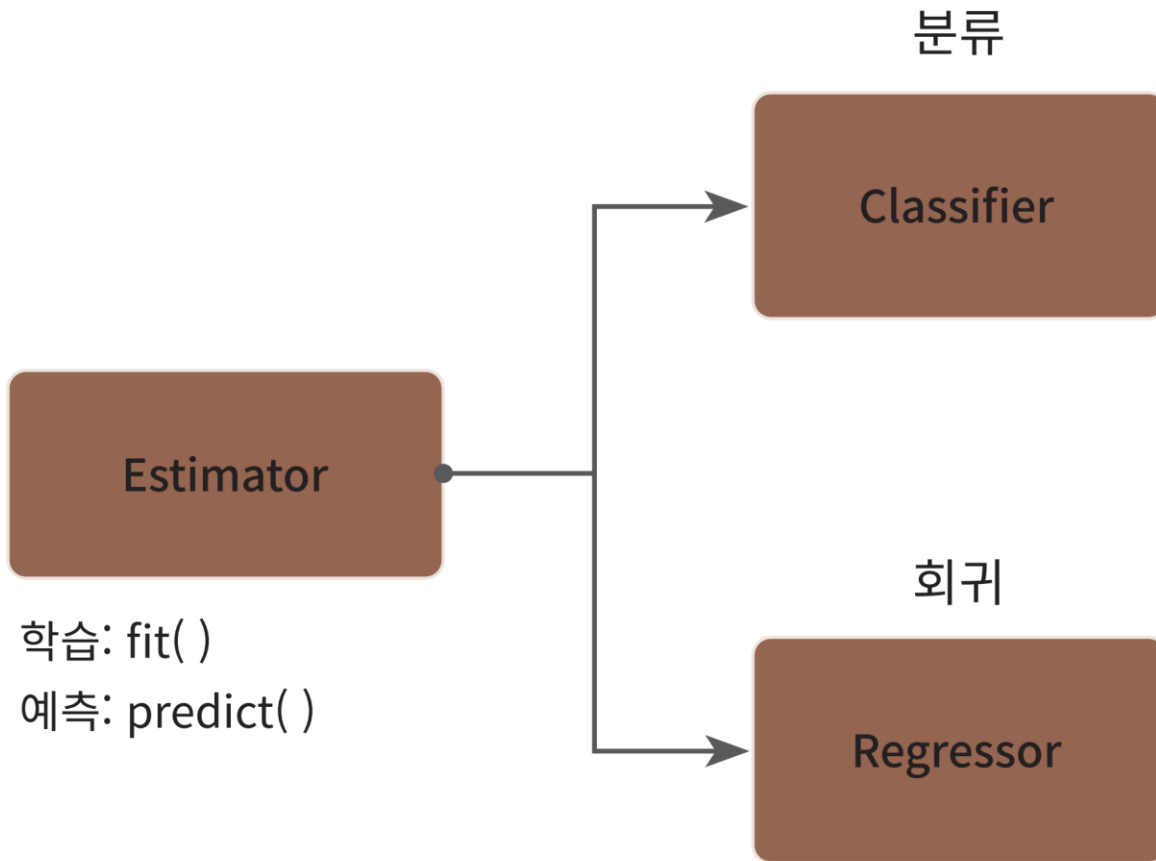 분류
Classifier
Estimator
학습: fit( )
예측: predict( )
회귀
Regressor